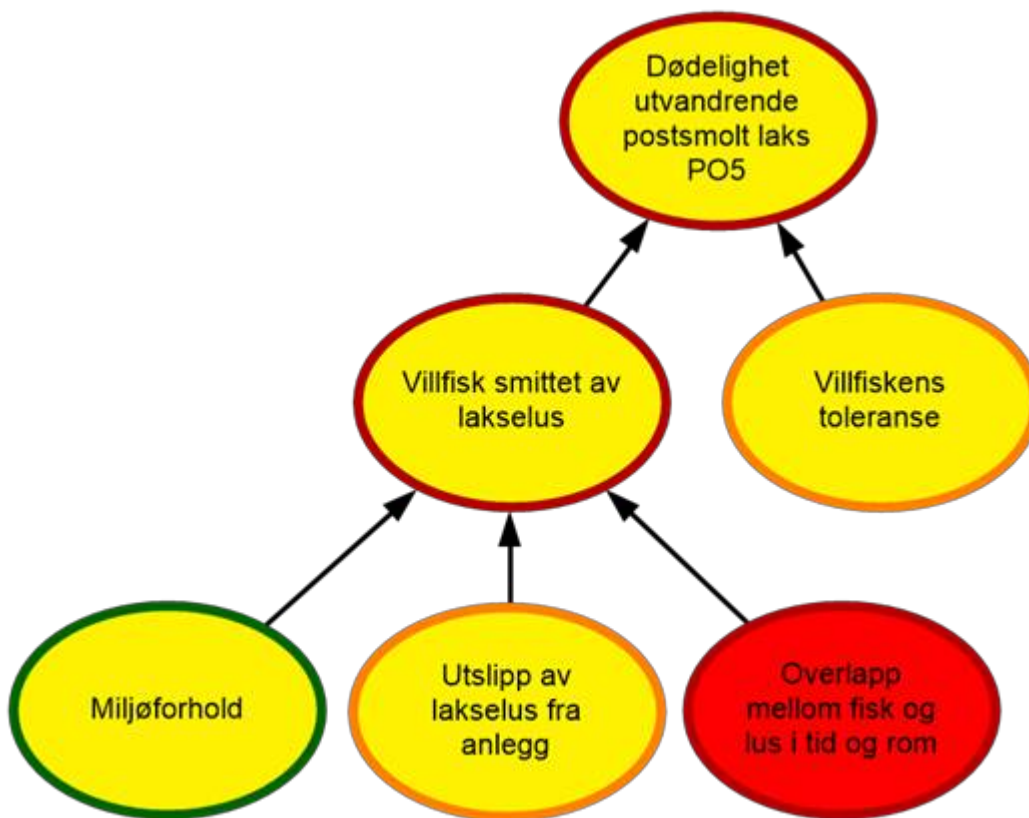 Dødelighet
utvandrende
postsmolt laks
PO5
Villfisk smittet av
lakselus
Villfiskens
toleranse
Miljøforhold
Utslipp av
lakselus fra
anlegg
Overlapp
mellom fisk og
lus i tid og rom